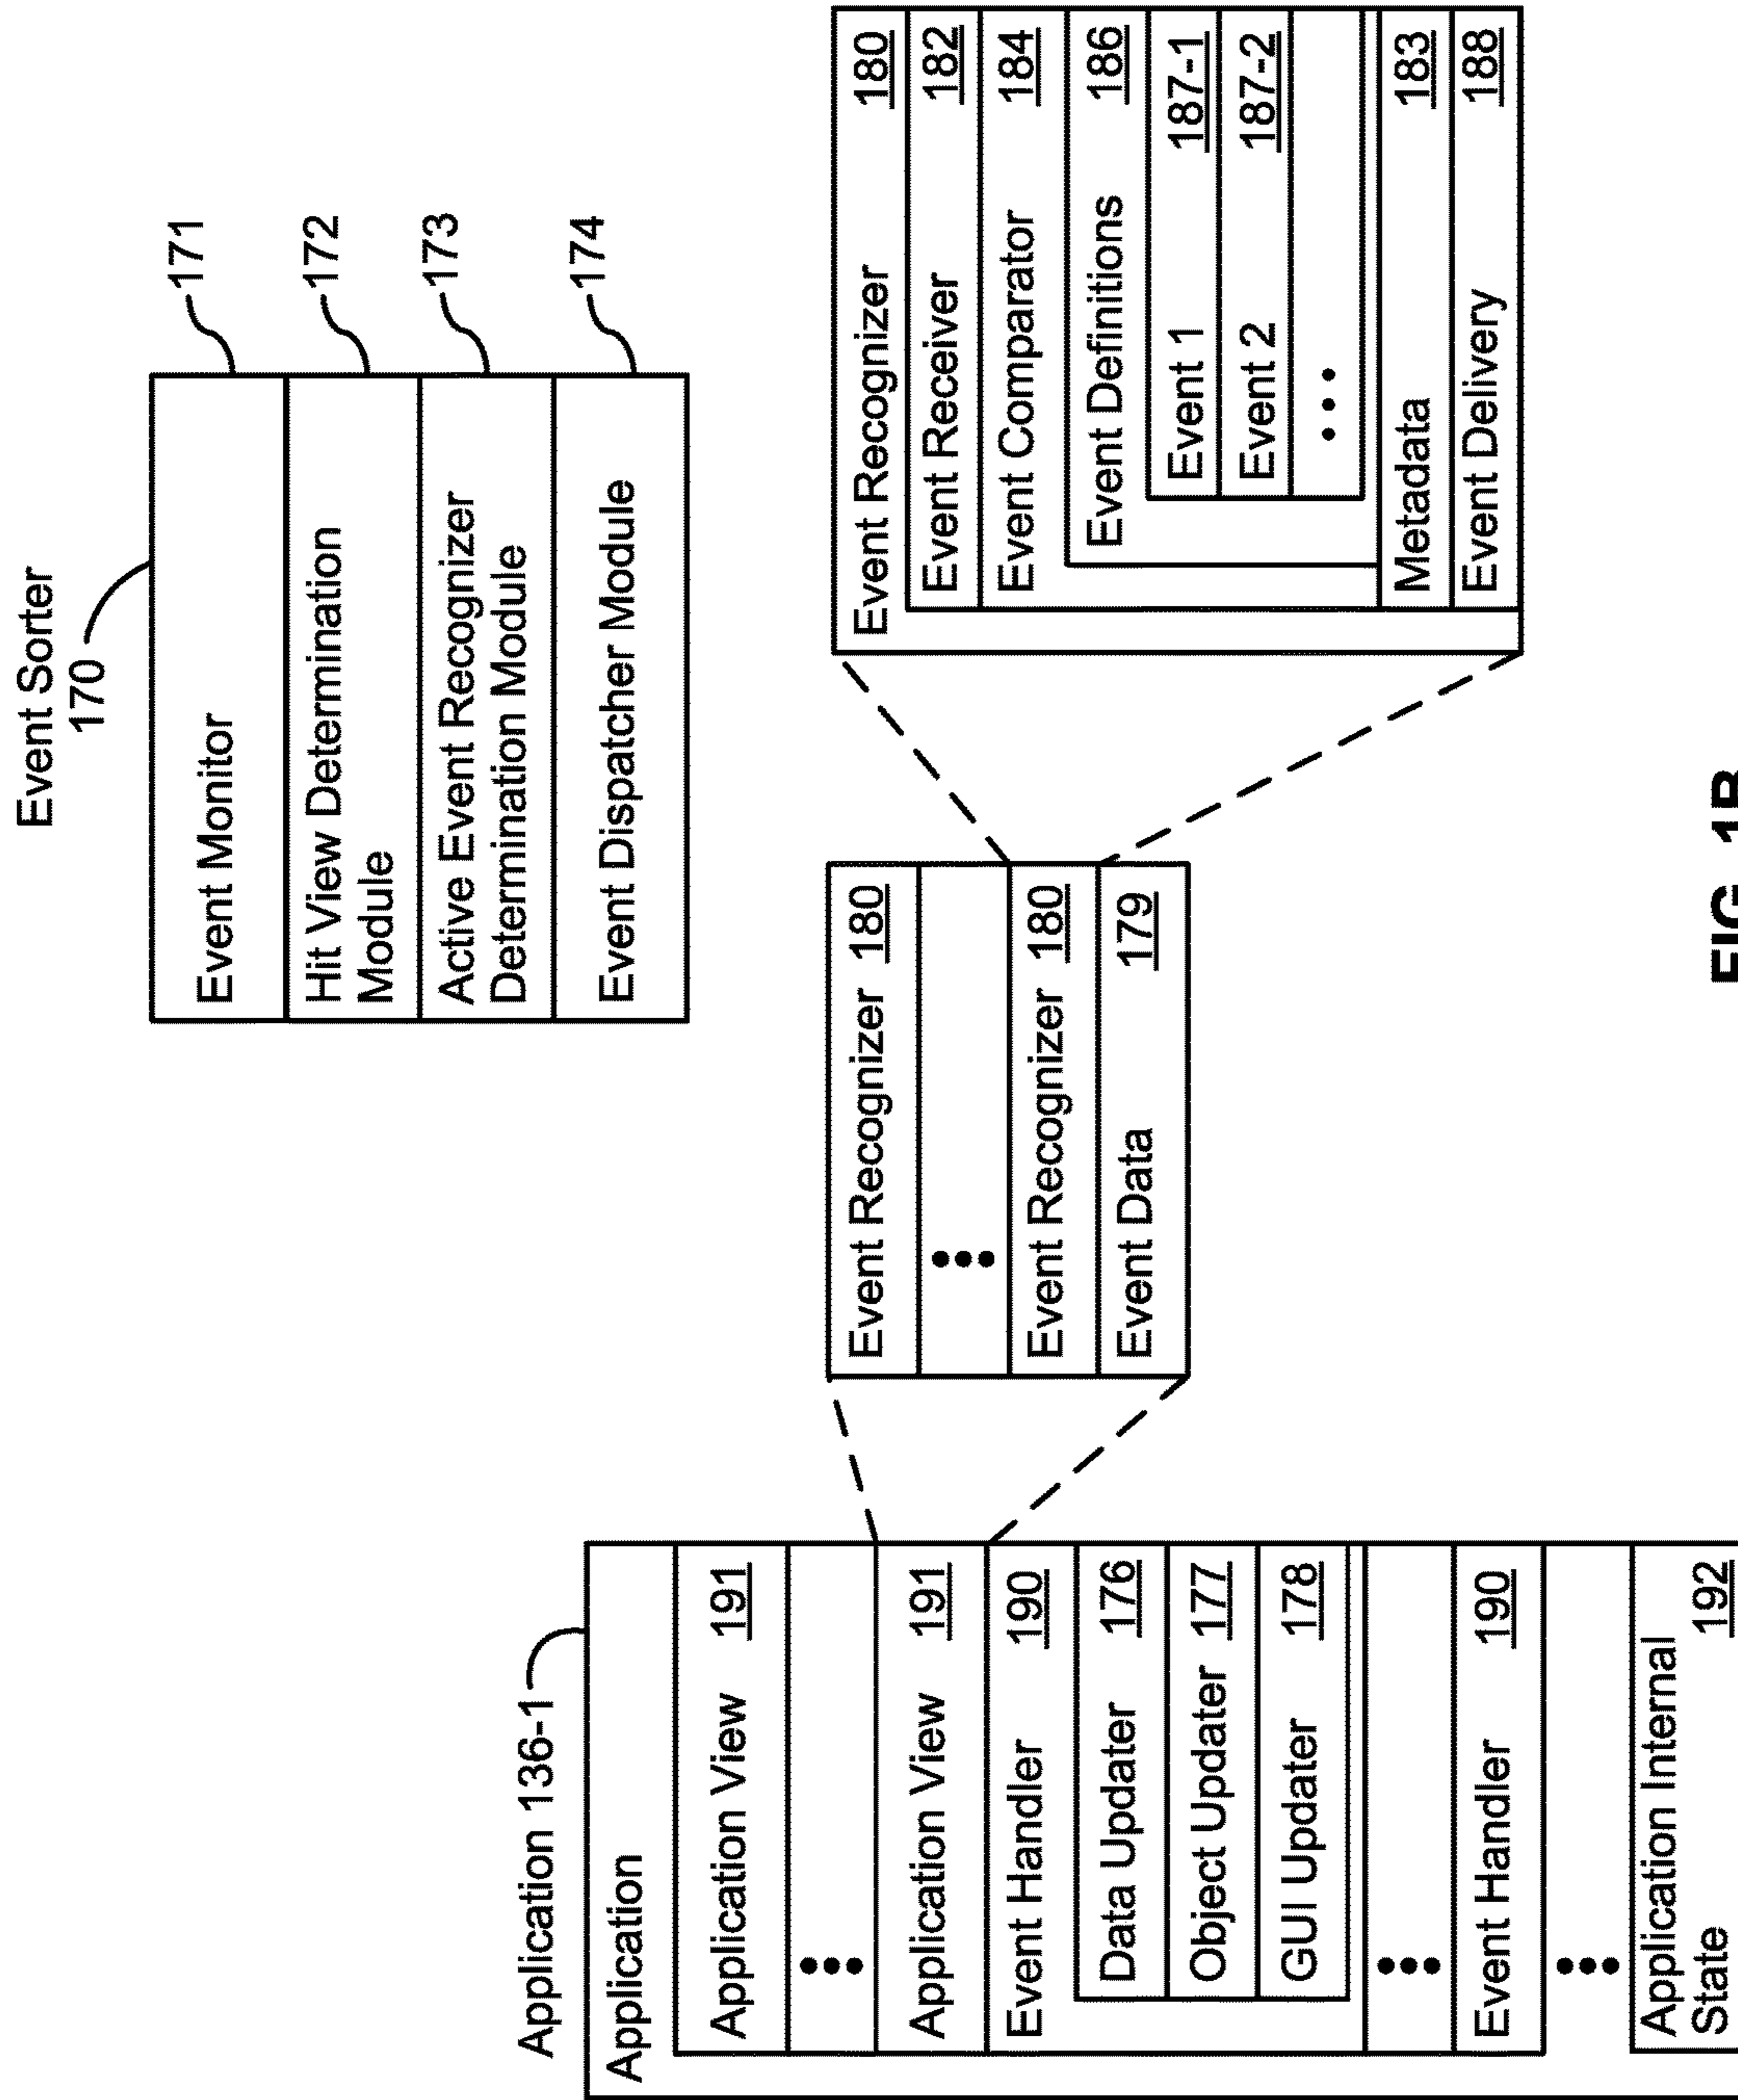 Event Sorter
170
Event Monitor
171
Hit View Determination
Module
172
Active Event Recognizer
Determination Module
173
Event Dispatcher Module
174
Application 136-1
Application
Application View 191
Application View 191
Event Handler 190
Data Updater 176
Object Updater 177
GUI Updater 178
Event Handler 190
Application Internal
State 192
Event Recognizer 180
Event Recognizer 180
Event Data 179
Event Recognizer 180
Event Receiver 182
Event Comparator 184
Event Definitions 186
Event 1 187-1
Event 2 187-2
Metadata 183
Event Delivery 188
FIG. 1B